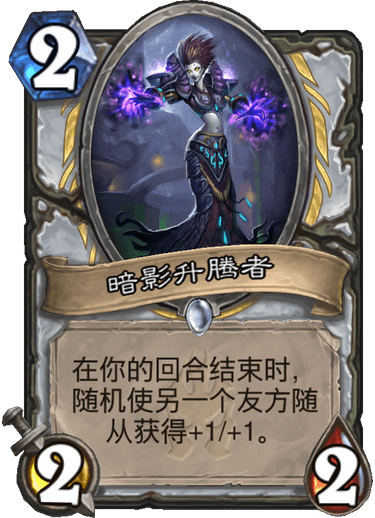 2
暗影升腾者
在你的回合结束时，
随机使另一个友方随
从获得+1/+1。
2
2